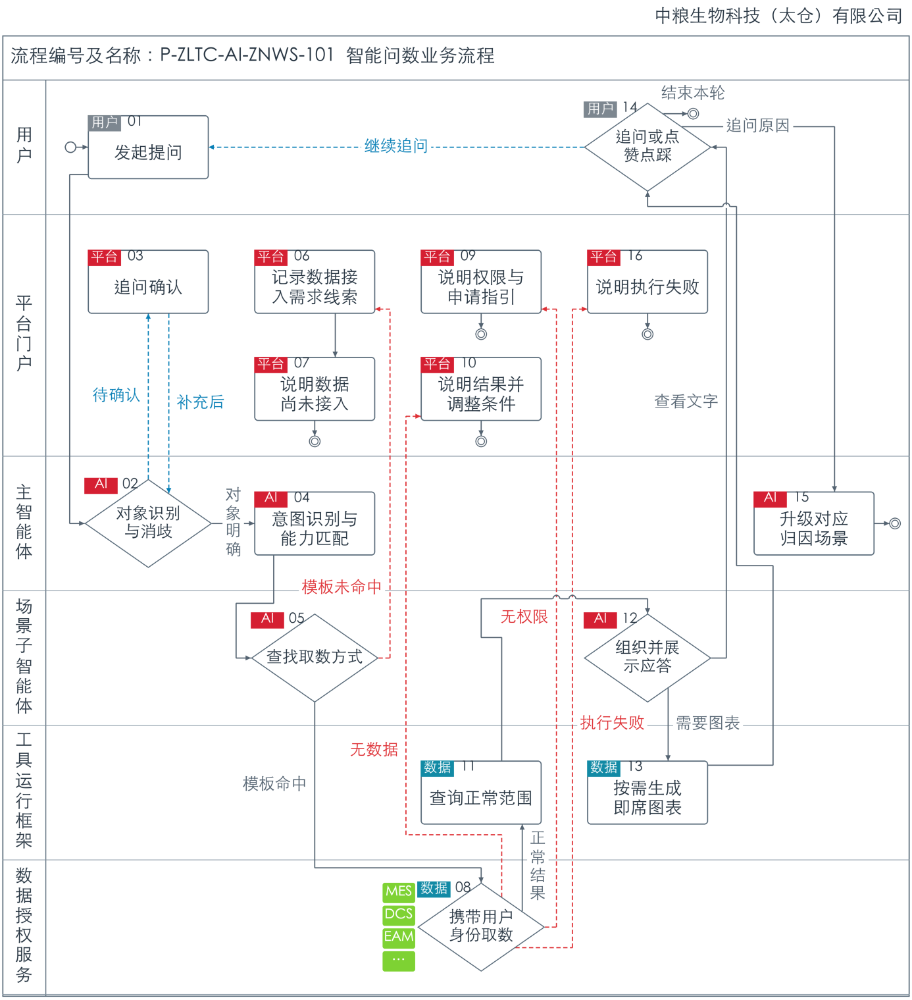 中粮生物科技（太仓）有限公司
流程编号及名称：P-ZLTC-AI-ZNWS-101 智能问数业务流程
用户
用户 01
发起提问
继续追问
用户 14
追问或点
赞点踩
结束本轮
追问原因
平台门户
平台 03
追问确认
平台 06
记录数据接
入需求线索
平台 09
说明权限与
申请指引
平台 16
说明执行失败
平台 07
说明数据
尚未接入
平台 10
说明结果并
调整条件
待确认
补充后
查看文字
主智能体
AI 02
对象识别
与消歧
对象明确
AI 04
意图识别与
能力匹配
AI 15
升级对应
归因场景
模板未命中
场景子智能体
AI 05
查找取数方式
无权限
AI 12
组织并展
示应答
执行失败
需要图表
工具运行框架
无数据
模板命中
数据 11
查询正常范围
数据 13
按需生成
即席图表
正常结果
数据授权服务
MES
DCS
EAM
...
数据 08
携带用户
身份取数